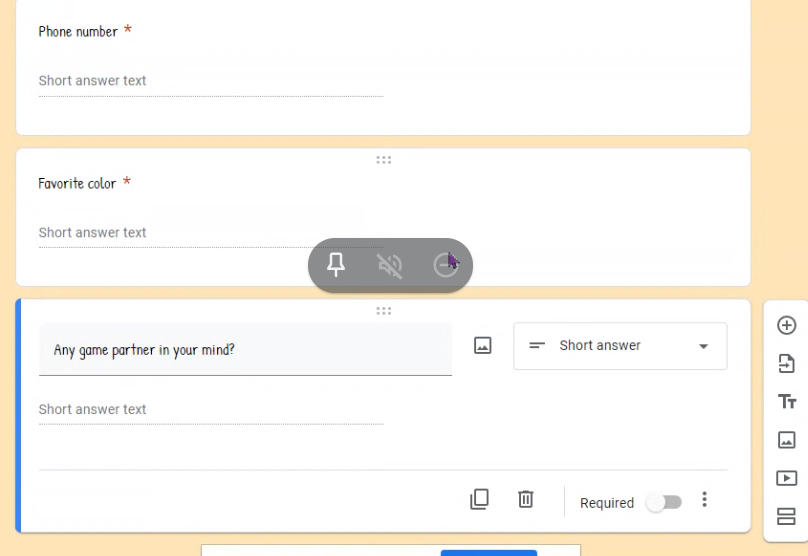 Phone number *
Short answer text
Favorite color *
Short answer text
Any game partner in your mind?
Short answer
Short answer text
Required